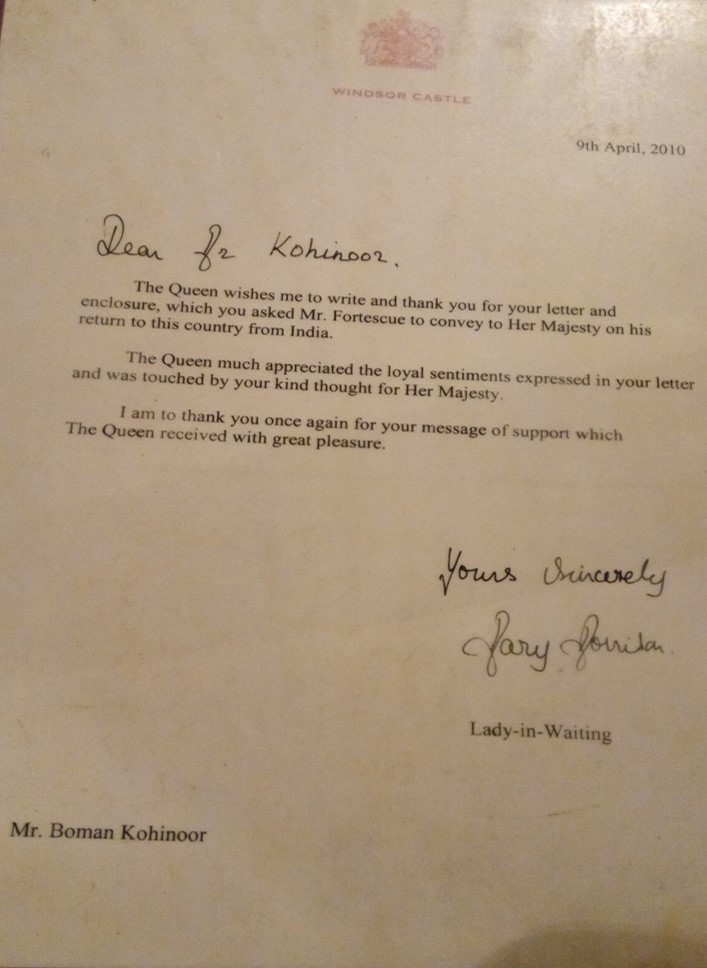 WINDSOR CASTLE
9th April, 2010
Dear Mr Kohinoor.
The Queen wishes me to write and thank you for your letter and
enclosure, which you asked Mr. Fortescue to convey to Her Majesty on his
return to this country from India.
The Queen much appreciated the loyal sentiments expressed in your letter
and was touched by your kind thought for Her Majesty.
I am to thank you once again for your message of support which
The Queen received with great pleasure.
Yours sincerely
Mary Morrison.
Lady-in-Waiting
Mr. Boman Kohinoor